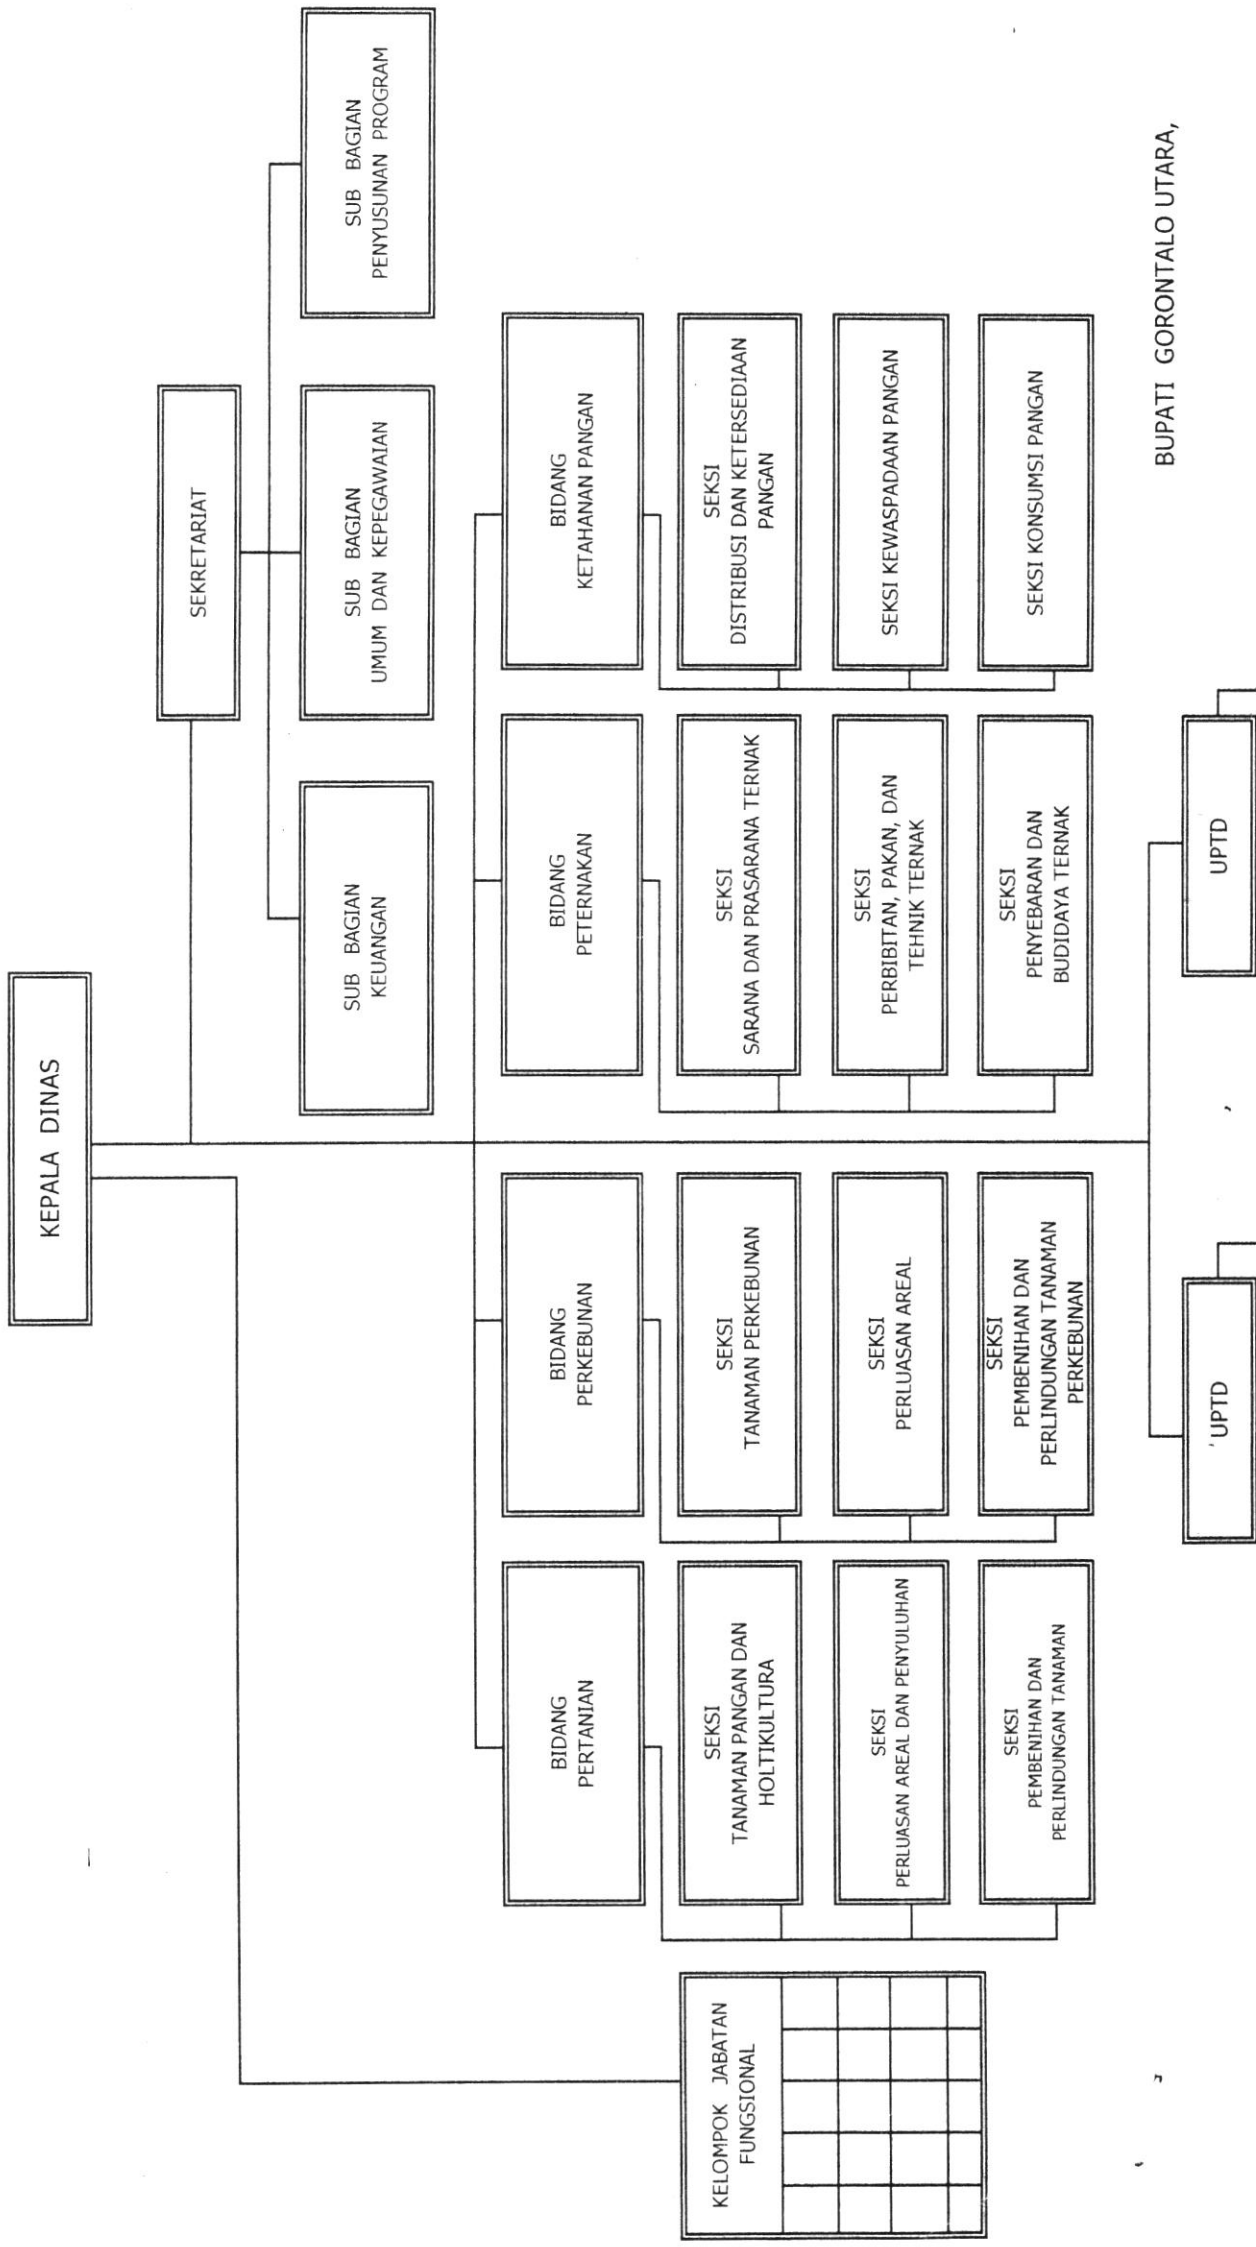 KEPALA DINAS
SEKRETARIAT
SUB BAGIAN
KEUANGAN
SUB BAGIAN
UMUM DAN KEPEGAWAIAN
SUB BAGIAN
PENYUSUNAN PROGRAM
BIDANG
PERTANIAN
BIDANG
PERKEBUNAN
BIDANG
PETERNAKAN
BIDANG
KETAHANAN PANGAN
KELOMPOK JABATAN
FUNGSIONAL
SEKSI
TANAMAN PANGAN DAN
HOLTIKULTURA
SEKSI
TANAMAN PERKEBUNAN
SEKSI
SARANA DAN PRASARANA TERNAK
SEKSI
DISTRIBUSI DAN KETERSEDIAAN
PANGAN
SEKSI
PERLUASAN AREAL DAN PENYULUHAN
SEKSI
PERLUASAN AREAL
SEKSI
PERBIBITAN, PAKAN, DAN
TEHNIK TERNAK
SEKSI KEWASPADAAN PANGAN
SEKSI
PEMBENIHAN DAN
PERLINDUNGAN TANAMAN
SEKSI
PEMBENIHAN DAN
PERLINDUNGAN TANAMAN
PERKEBUNAN
SEKSI
PENYEBARAN DAN
BUDIDAYA TERNAK
SEKSI KONSUMSI PANGAN
UPTD
UPTD
BUPATI GORONTALO UTARA,